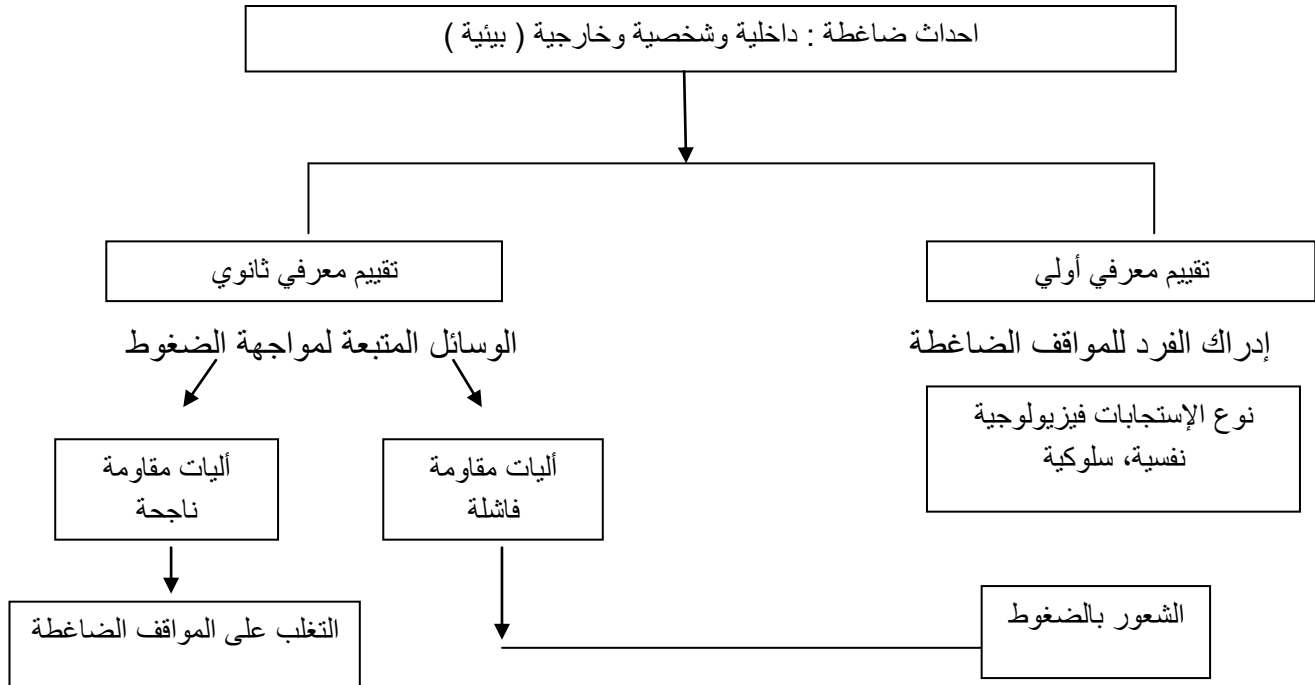 احداث ضاغطة : داخلية وشخصية وخارجية ( بيئية )
تقييم معرفي أولي
تقييم معرفي ثانوي
إدراك الفرد للمواقف الضاغطة
الوسائل المتبعة لمواجهة الضغوط
نوع الإستجابات فيزيولوجية
نفسية، سلوكية
أليات مقاومة
فاشلة
أليات مقاومة
ناجحة
الشعور بالضغوط
التغلب على المواقف الضاغطة